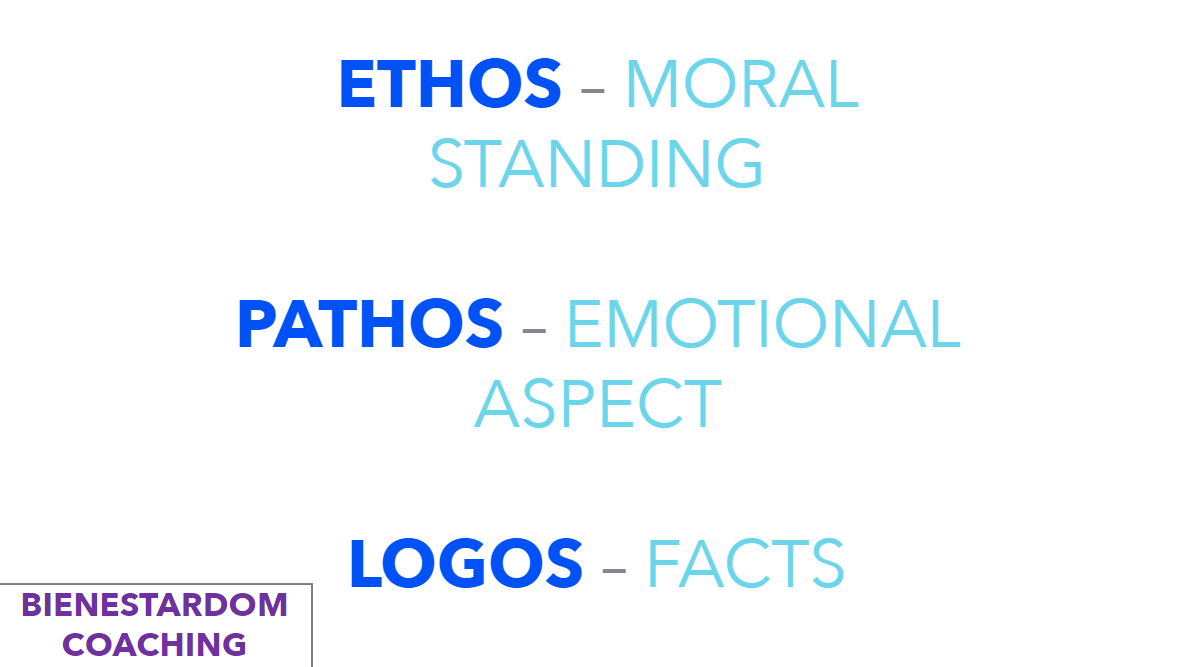 ETHOS – MORAL
STANDING
PATHOS – EMOTIONAL
ASPECT
LOGOS – FACTS
BIENESTARDOM
COACHING